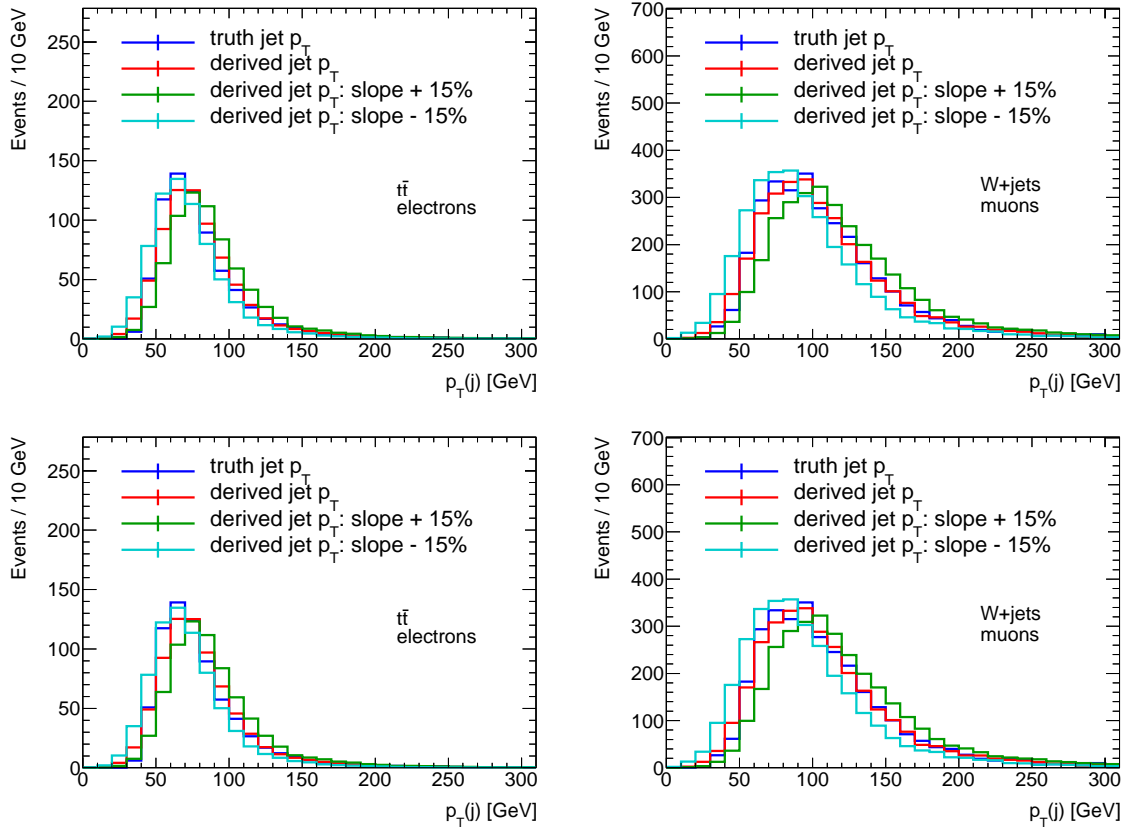 Events / 10 GeV
250
200
150
100
50
0
truth jet p_T
derived jet p_T
derived jet p_T: slope + 15%
derived jet p_T: slope - 15%
tt̄
electrons
0 50 100 150 200 250 300
p_T(j) [GeV]
Events / 10 GeV
700
600
500
400
300
200
100
0
truth jet p_T
derived jet p_T
derived jet p_T: slope + 15%
derived jet p_T: slope - 15%
W+jets
muons
0 50 100 150 200 250 300
p_T(j) [GeV]
Events / 10 GeV
250
200
150
100
50
0
truth jet p_T
derived jet p_T
derived jet p_T: slope + 15%
derived jet p_T: slope - 15%
tt̄
electrons
0 50 100 150 200 250 300
p_T(j) [GeV]
Events / 10 GeV
700
600
500
400
300
200
100
0
truth jet p_T
derived jet p_T
derived jet p_T: slope + 15%
derived jet p_T: slope - 15%
W+jets
muons
0 50 100 150 200 250 300
p_T(j) [GeV]